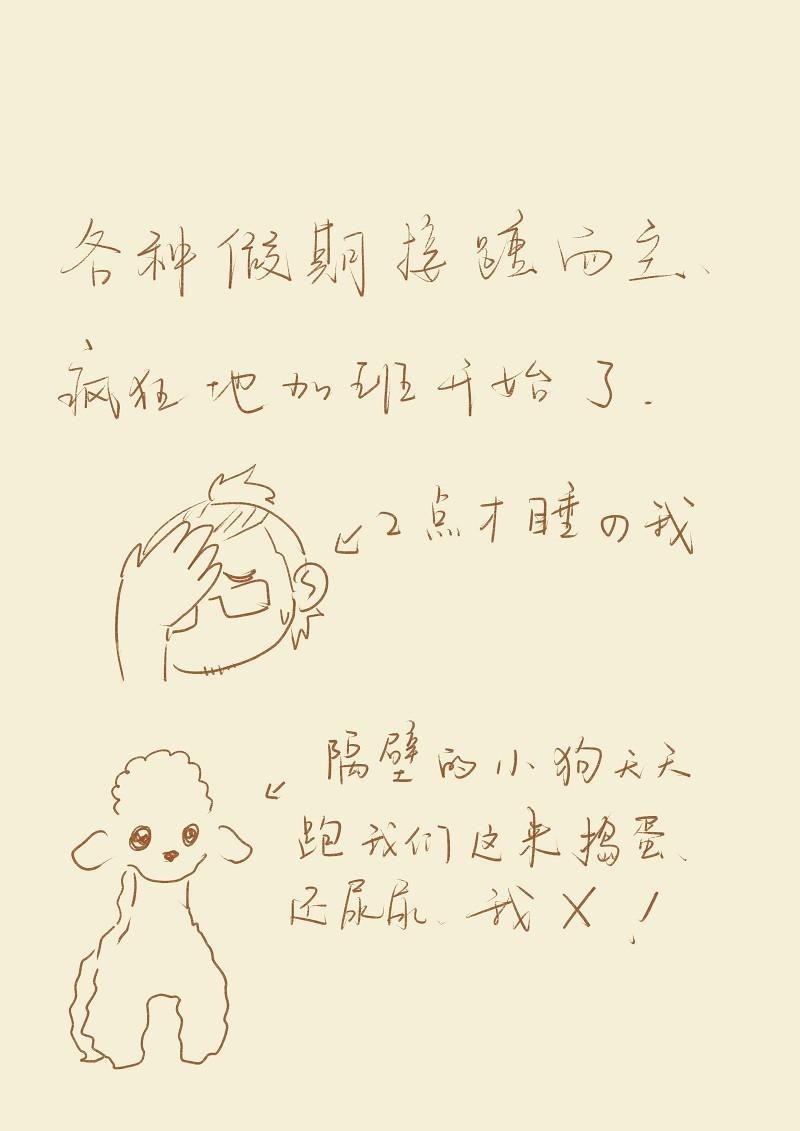 各种假期接踵而至、
疯狂地加班开始了.
2点才睡の我
隔壁的小狗天天
跑我们这来捣蛋、
还尿尿、我X！